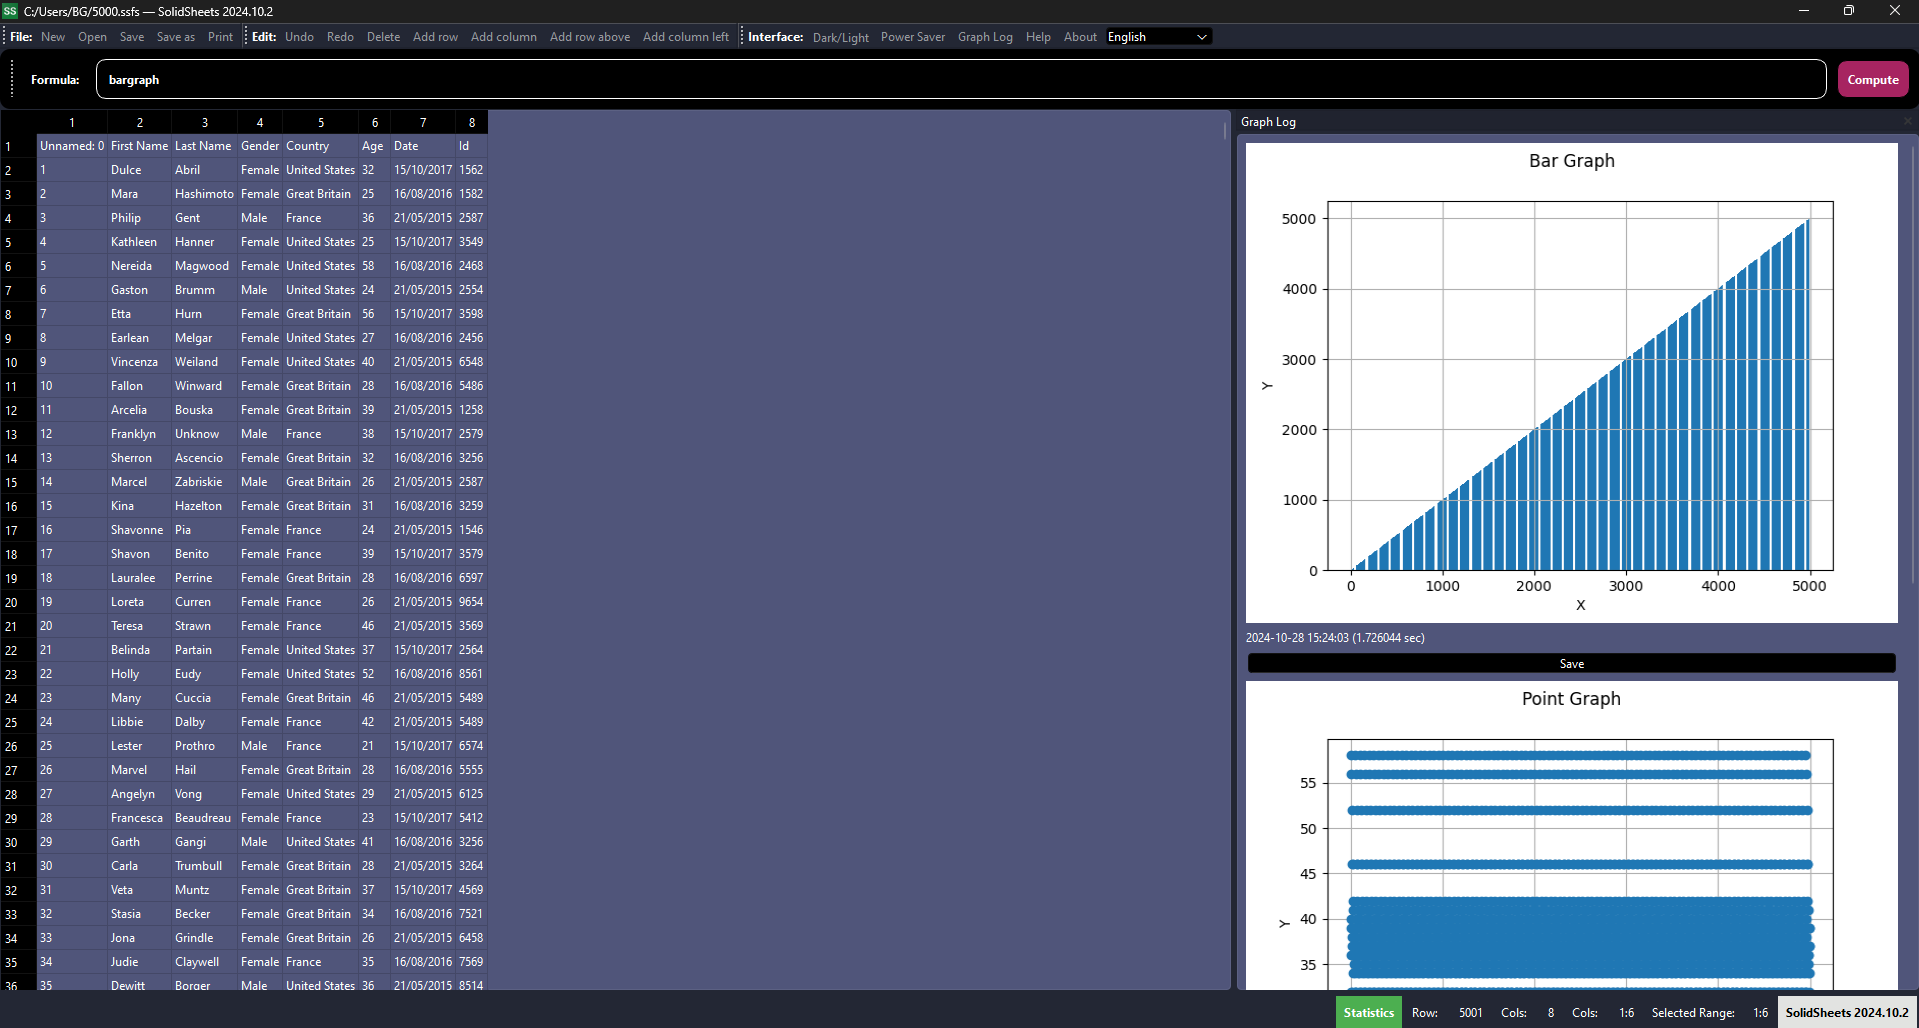 SS C:/Users/BG/5000.ssfs — SolidSheets 2024.10.2
File: New Open Save Save as Print Edit: Undo Redo Delete Add row Add column Add row above Add column left Interface: Dark/Light Power Saver Graph Log Help About English
Formula: bargraph Compute
1 2 3 4 5 6 7 8
1 Unnamed: 0 First Name Last Name Gender Country Age Date Id
2 1 Dulce Abril Female United States 32 15/10/2017 1562
3 2 Mara Hashimoto Female Great Britain 25 16/08/2016 1582
4 3 Philip Gent Male France 36 21/05/2015 2587
5 4 Kathleen Hanner Female United States 25 15/10/2017 3549
6 5 Nereida Magwood Female United States 58 16/08/2016 2468
7 6 Gaston Brumm Male United States 24 21/05/2015 2554
8 7 Etta Hurn Female Great Britain 56 15/10/2017 3598
9 8 Earlean Melgar Female United States 27 16/08/2016 2456
10 9 Vincenza Weiland Female United States 40 21/05/2015 6548
11 10 Fallon Winward Female Great Britain 28 16/08/2016 5486
12 11 Arcelia Bouska Female Great Britain 39 21/05/2015 1258
13 12 Franklyn Unknow Male France 38 15/10/2017 2579
14 13 Sherron Ascencio Female Great Britain 32 16/08/2016 3256
15 14 Marcel Zabriskie Male Great Britain 26 21/05/2015 2587
16 15 Kina Hazelton Female Great Britain 31 16/08/2016 3259
17 16 Shavonne Pia Female France 24 21/05/2015 1546
18 17 Shavon Benito Female France 39 15/10/2017 3579
19 18 Lauralee Perrine Female Great Britain 28 16/08/2016 6597
20 19 Loreta Curren Female France 26 21/05/2015 9654
21 20 Teresa Strawn Female France 46 21/05/2015 3569
22 21 Belinda Partain Female United States 37 15/10/2017 2564
23 22 Holly Eudy Female United States 52 16/08/2016 8561
24 23 Many Cuccia Female Great Britain 46 21/05/2015 5489
25 24 Libbie Dalby Female France 42 21/05/2015 5489
26 25 Lester Prothro Male France 21 15/10/2017 6574
27 26 Marvel Hail Female Great Britain 28 16/08/2016 5555
28 27 Angelyn Vong Female United States 29 21/05/2015 6125
29 28 Francesca Beaudreau Female France 23 15/10/2017 5412
30 29 Garth Gangi Male United States 41 16/08/2016 3256
31 30 Carla Trumbull Female Great Britain 28 21/05/2015 3264
32 31 Veta Muntz Female Great Britain 37 15/10/2017 4569
33 32 Stasia Becker Female Great Britain 34 16/08/2016 7521
34 33 Jona Grindle Female Great Britain 26 21/05/2015 6458
35 34 Judie Claywell Female France 35 16/08/2016 7569
36 35 Dewitt Borger Male United States 36 21/05/2015 8514
Graph Log
Bar Graph
5000
4000
3000
Y
2000
1000
0
0 1000 2000 3000 4000 5000
X
2024-10-28 15:24:03 (1.726044 sec)
Save
Point Graph
55
50
45
Y 40
35
Statistics Row: 5001 Cols: 8 Cols: 1:6 Selected Range: 1:6 SolidSheets 2024.10.2